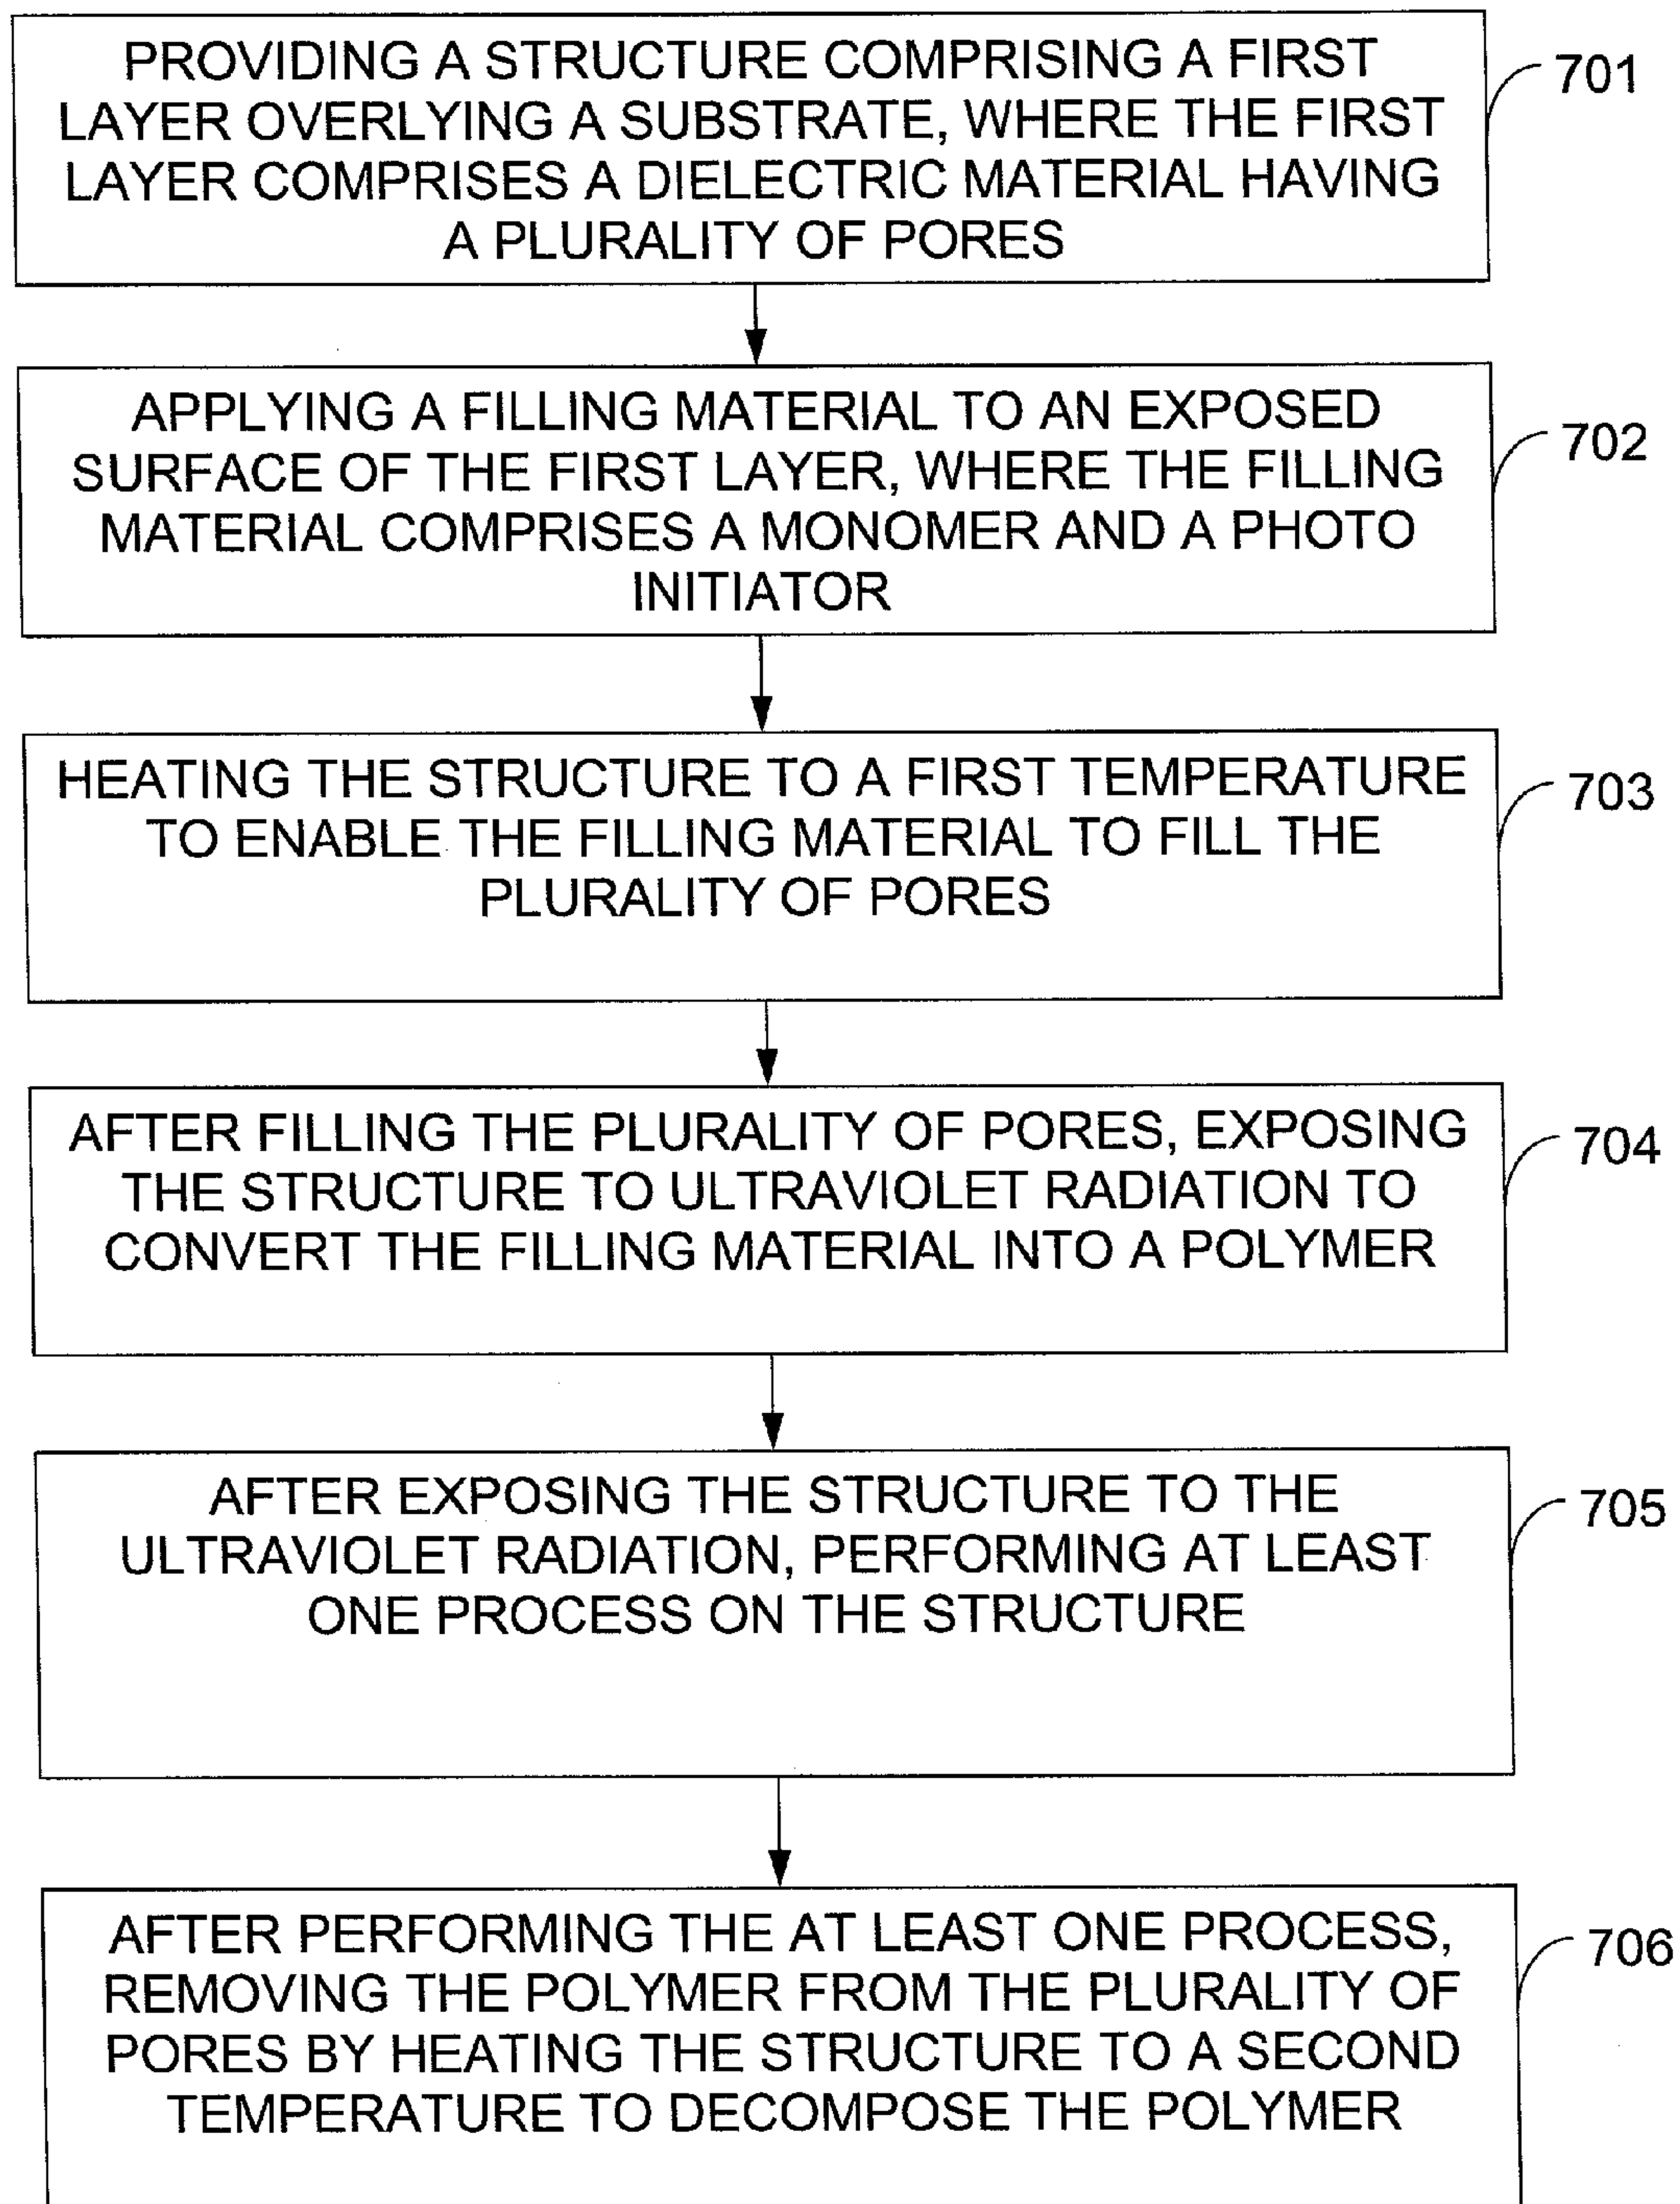 PROVIDING A STRUCTURE COMPRISING A FIRST
LAYER OVERLYING A SUBSTRATE, WHERE THE FIRST
LAYER COMPRISES A DIELECTRIC MATERIAL HAVING
A PLURALITY OF PORES
701
APPLYING A FILLING MATERIAL TO AN EXPOSED
SURFACE OF THE FIRST LAYER, WHERE THE FILLING
MATERIAL COMPRISES A MONOMER AND A PHOTO
INITIATOR
702
HEATING THE STRUCTURE TO A FIRST TEMPERATURE
TO ENABLE THE FILLING MATERIAL TO FILL THE
PLURALITY OF PORES
703
AFTER FILLING THE PLURALITY OF PORES, EXPOSING
THE STRUCTURE TO ULTRAVIOLET RADIATION TO
CONVERT THE FILLING MATERIAL INTO A POLYMER
704
AFTER EXPOSING THE STRUCTURE TO THE
ULTRAVIOLET RADIATION, PERFORMING AT LEAST
ONE PROCESS ON THE STRUCTURE
705
AFTER PERFORMING THE AT LEAST ONE PROCESS,
REMOVING THE POLYMER FROM THE PLURALITY OF
PORES BY HEATING THE STRUCTURE TO A SECOND
TEMPERATURE TO DECOMPOSE THE POLYMER
706